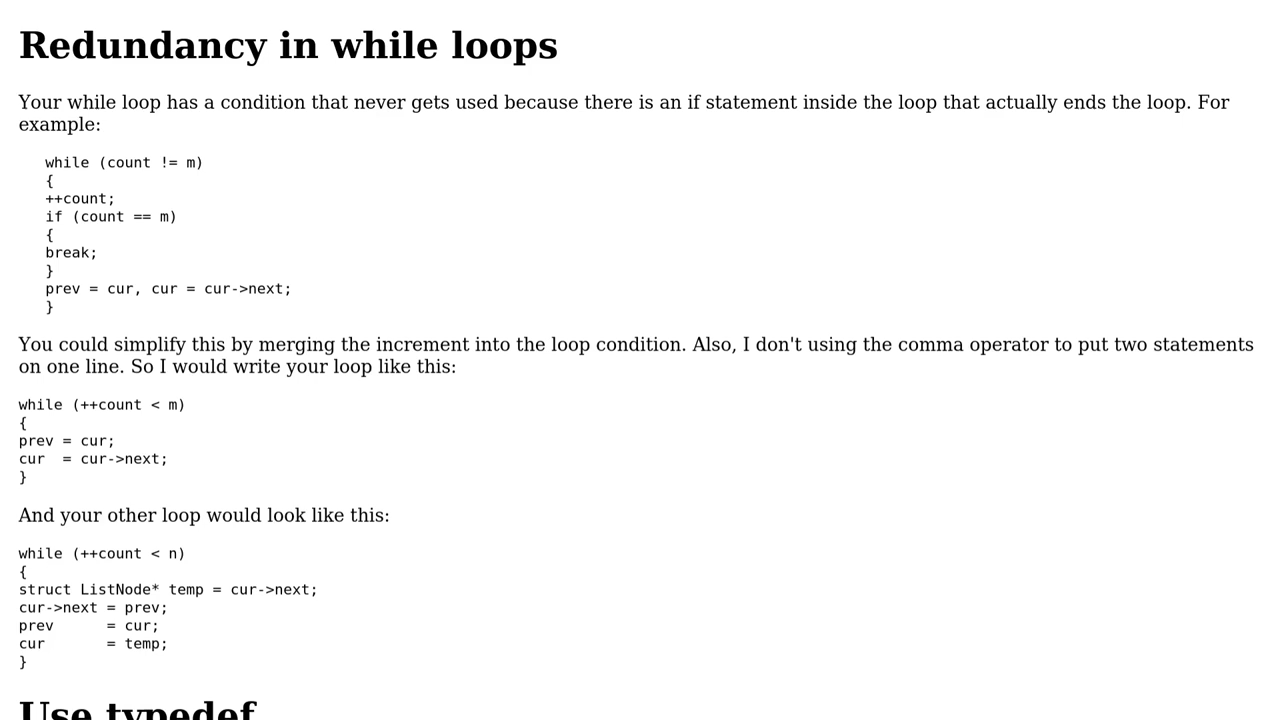 Redundancy in while loops
Your while loop has a condition that never gets used because there is an if statement inside the loop that actually ends the loop. For
example:
while (count != m)
{
++count;
if (count == m)
{
break;
}
prev = cur, cur = cur->next;
}
You could simplify this by merging the increment into the loop condition. Also, I don't using the comma operator to put two statements
on one line. So I would write your loop like this:
while (++count < m)
{
prev = cur;
cur  = cur->next;
}
And your other loop would look like this:
while (++count < n)
{
struct ListNode* temp = cur->next;
cur->next = prev;
prev      = cur;
cur       = temp;
}
Use typedef